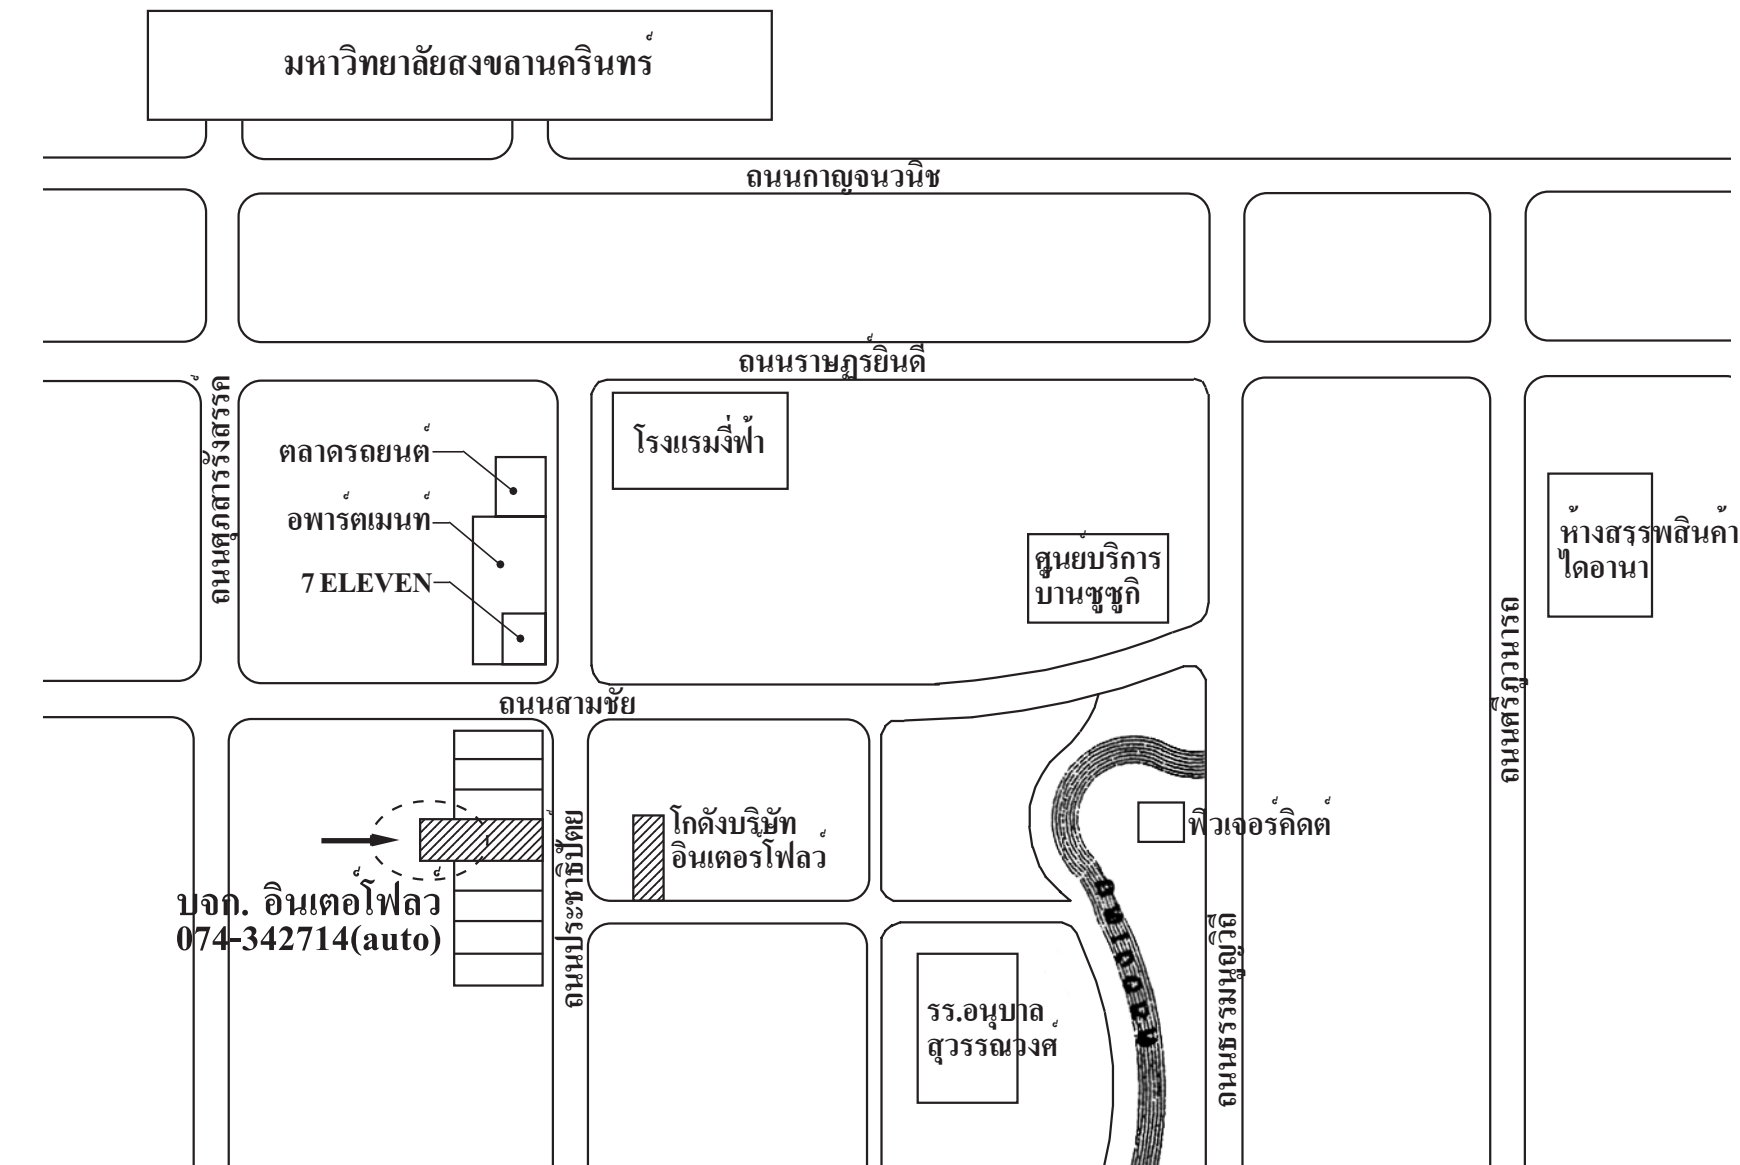 มหาวิทยาลัยสงขลานครินทร์
ถนนกาญจนวนิช
ถนนราษฎร์ยินดี
ถนนศุภสารรังสรรค์
ตลาดรถยนต์
อพาร์ตเมนท์
7 ELEVEN
โรงแรมงี่ฟ้า
ศูนย์บริการ
บ้านซูซูกิ
ห้างสรรพสินค้า
ไดอานา
ถนนศรีภูวนารถ
ถนนสามชัย
บจก. อินเตอโฟลว์
074-342714(auto)
ถนนประชาธิปัตย์
โกดังบริษัท
อินเตอร์โฟลว์
ฟิวเจอร์คิดต์
ถนนธรรมนูญวิถี
รร.อนุบาล
สุวรรณวงศ์